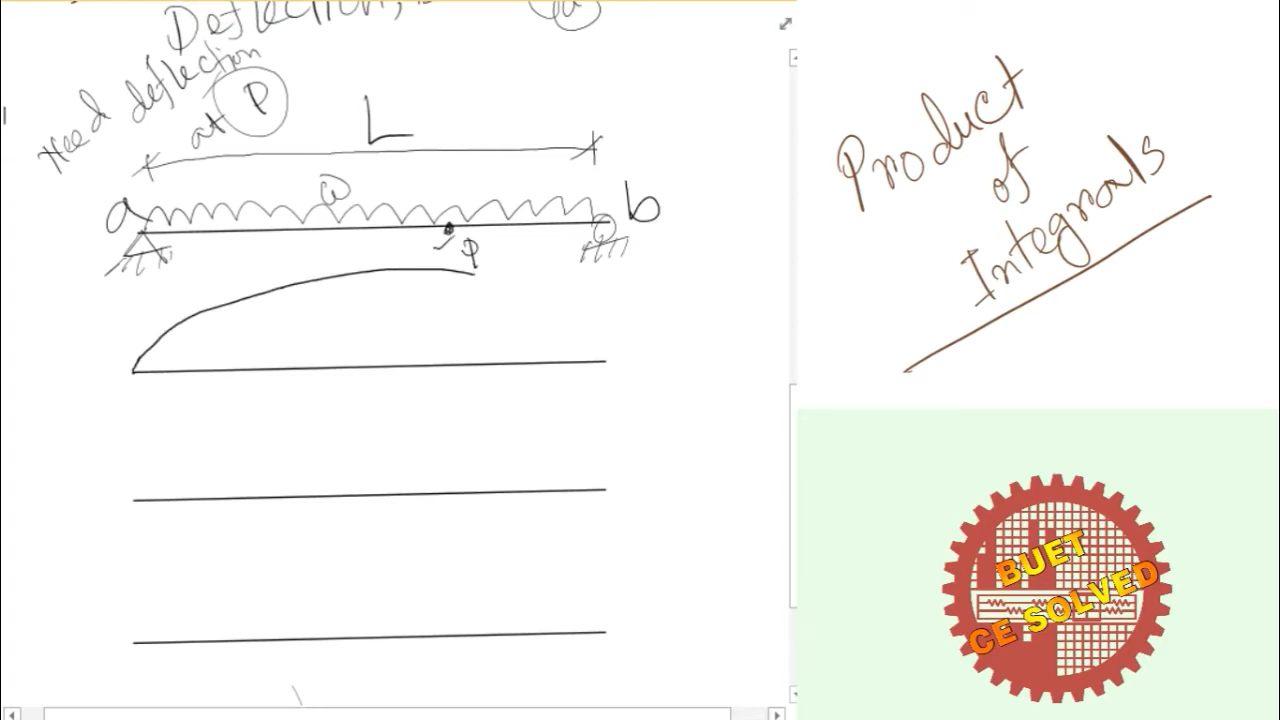 Deflection,
Need deflection
at P
L
a
ω
b
P
Product
of
Integrals
BUET
CE SOLVED